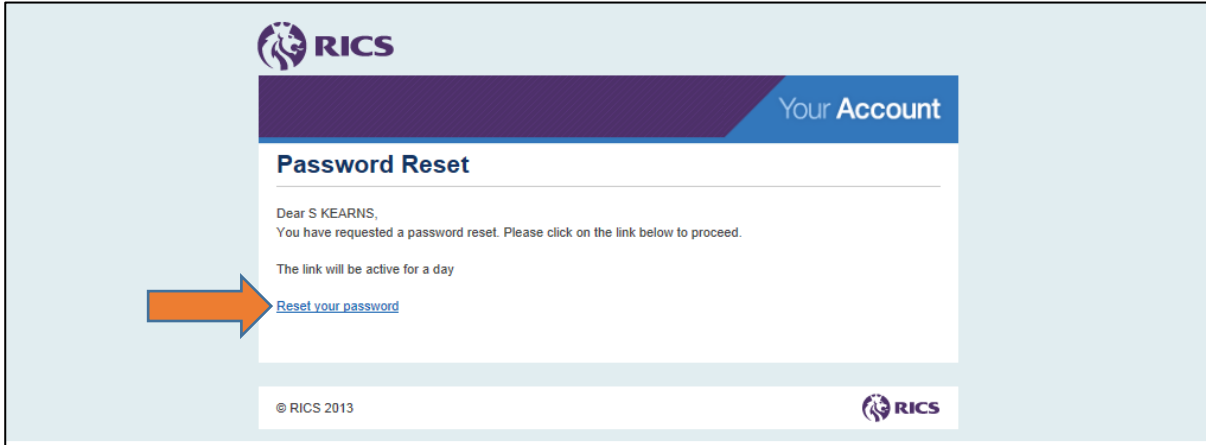 RICS
Your Account
Password Reset
Dear S KEARNS,
You have requested a password reset. Please click on the link below to proceed.
The link will be active for a day
Reset your password
© RICS 2013
RICS